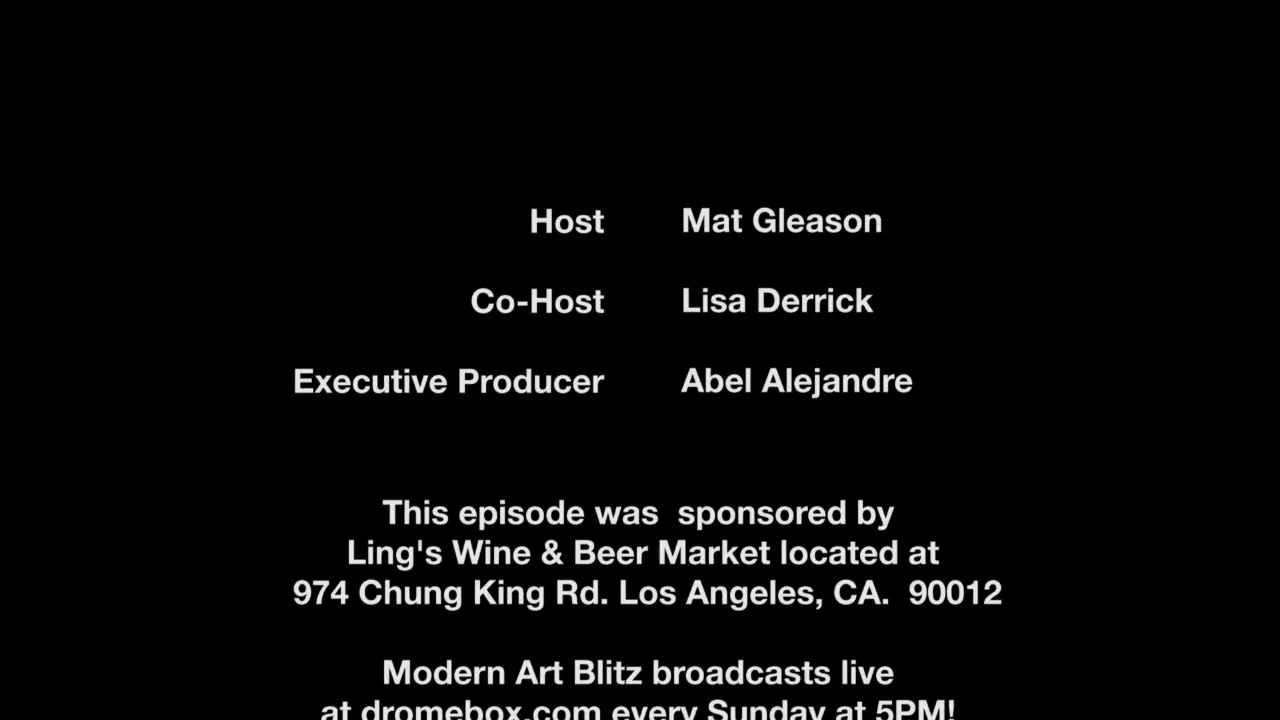 Host Mat Gleason
Co-Host Lisa Derrick
Executive Producer Abel Alejandre
This episode was  sponsored by
Ling's Wine & Beer Market located at
974 Chung King Rd. Los Angeles, CA.  90012
Modern Art Blitz broadcasts live
at dromebox.com every Sunday at 5PM!